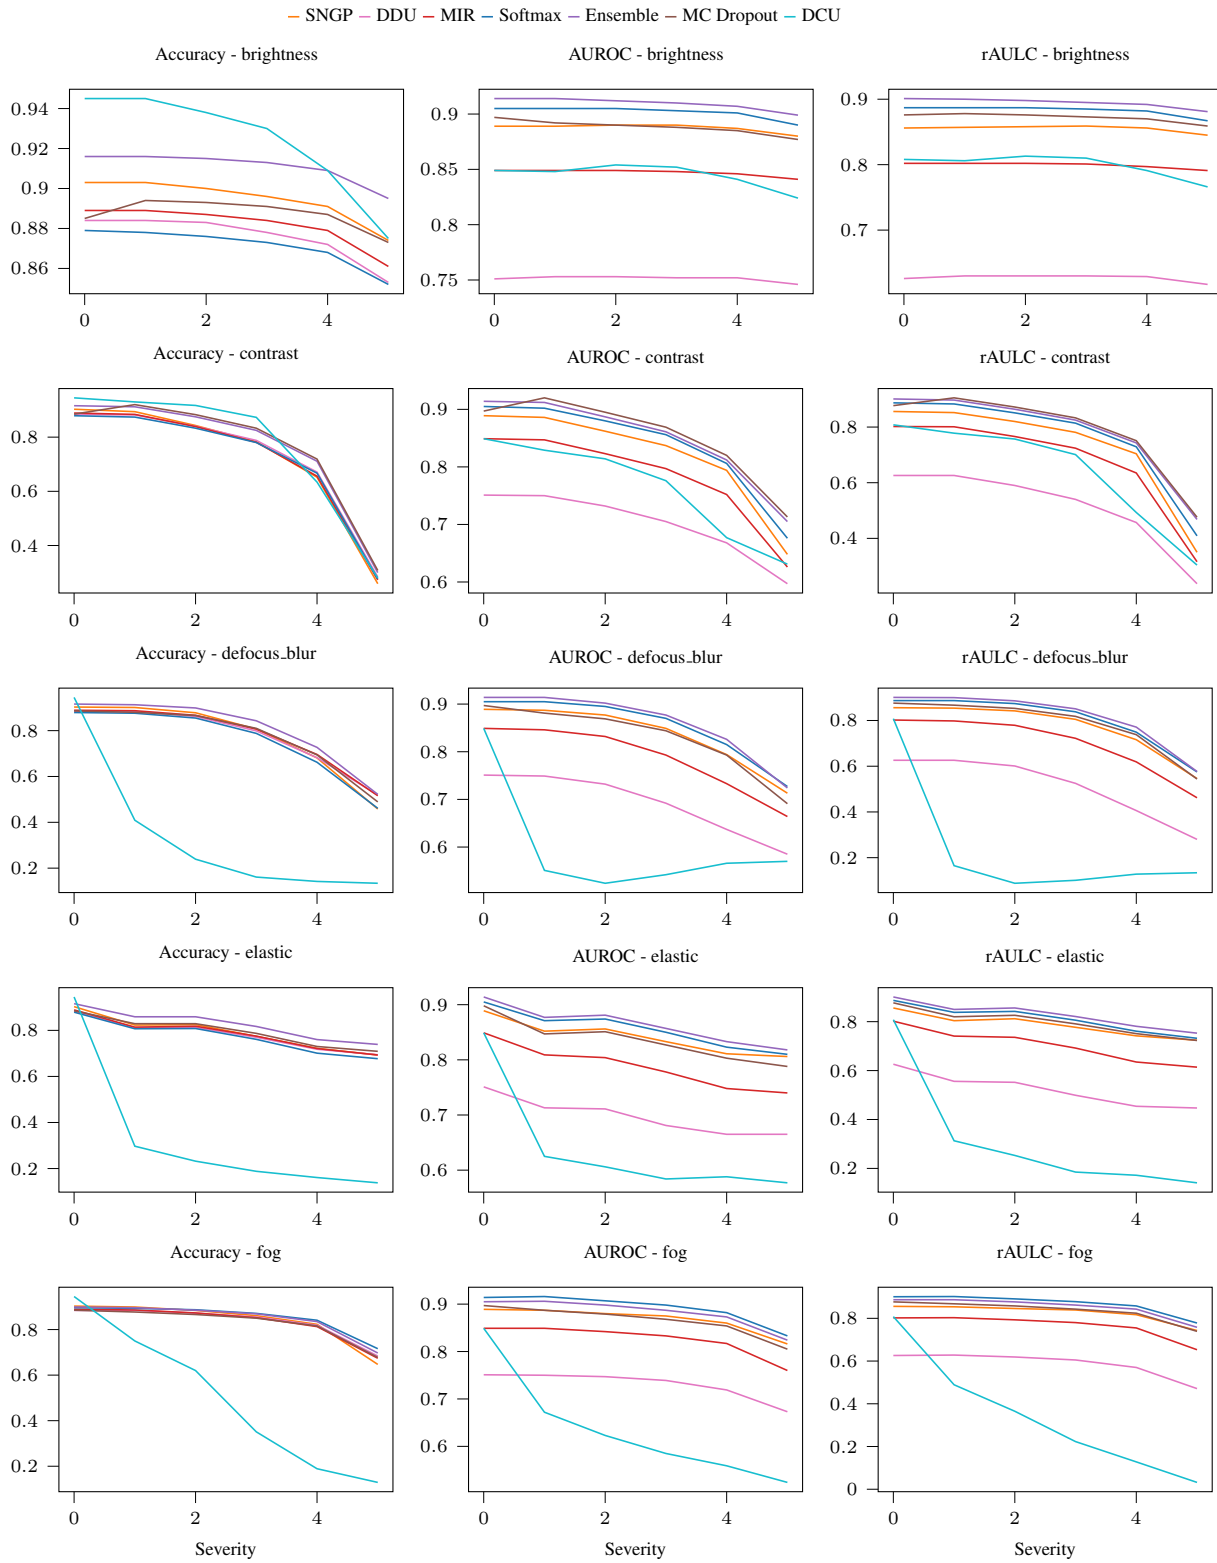 SNGP DDU MIR Softmax Ensemble MC Dropout DCU
Accuracy - brightness AUROC - brightness rAULC - brightness
0.94 0.9 0.9
0.92
0.9 0.85 0.8
0.88 0.8 0.7
0.86 0.75
0 2 4 0 2 4 0 2 4
Accuracy - contrast AUROC - contrast rAULC - contrast
0.8 0.9 0.8
0.8 0.6
0.4 0.7 0.4
0.6
0 2 4 0 2 4 0 2 4
Accuracy - defocus_blur AUROC - defocus_blur rAULC - defocus_blur
0.8 0.9 0.8
0.6 0.8 0.6
0.4 0.7 0.4
0.2 0.6 0.2
0 2 4 0 2 4 0 2 4
Accuracy - elastic AUROC - elastic rAULC - elastic
0.8 0.9 0.8
0.6 0.8 0.6
0.4 0.7 0.4
0.2 0.6 0.2
0 2 4 0 2 4 0 2 4
Accuracy - fog AUROC - fog rAULC - fog
0.8 0.9 0.8
0.6 0.8 0.6
0.4 0.7 0.4
0.2 0.6 0.2
0
0 2 4 0 2 4 0 2 4
Severity Severity Severity